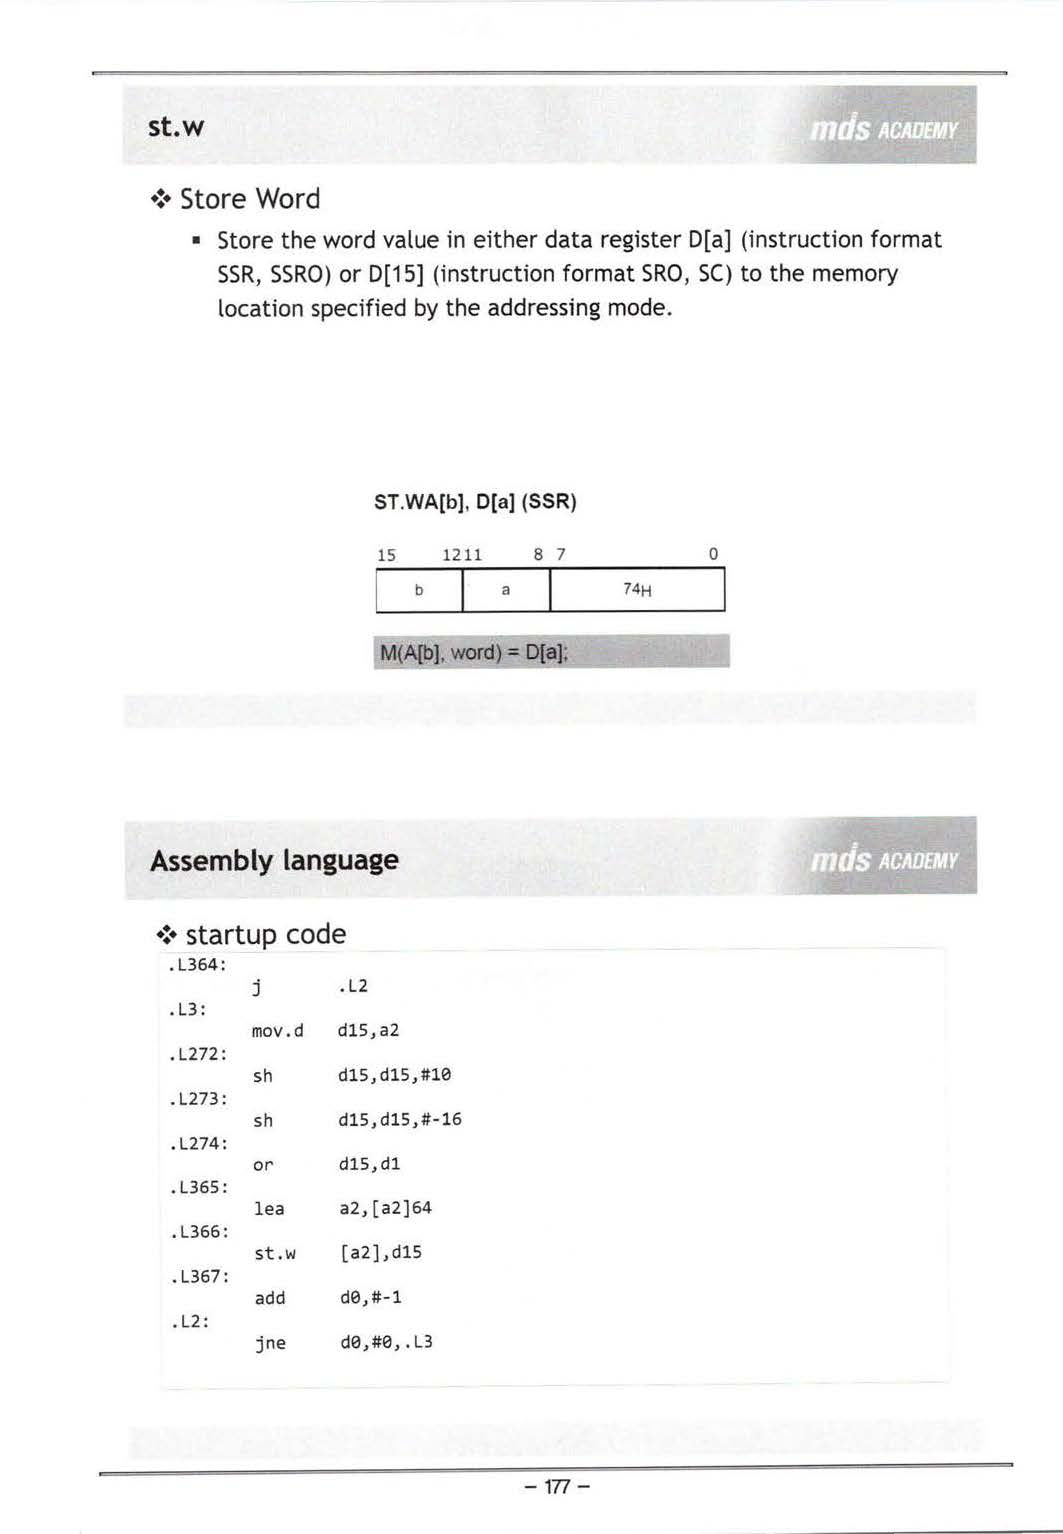 st.w
mds ACADEMY
❖ Store Word
▪ Store the word value in either data register D[a] (instruction format
SSR, SSRO) or D[15] (instruction format SRO, SC) to the memory
location specified by the addressing mode.
ST.WA[b], D[a] (SSR)
15 12 11 8 7 0
b a 74H
M(A[b], word) = D[a];
Assembly language
mds ACADEMY
❖ startup code
.L364:
j .L2
.L3:
mov.d d15,a2
.L272:
sh d15,d15,#10
.L273:
sh d15,d15,#-16
.L274:
or d15,d1
.L365:
lea a2,[a2]64
.L366:
st.w [a2],d15
.L367:
add d0,#-1
.L2:
jne d0,#0,.L3
– 177 –